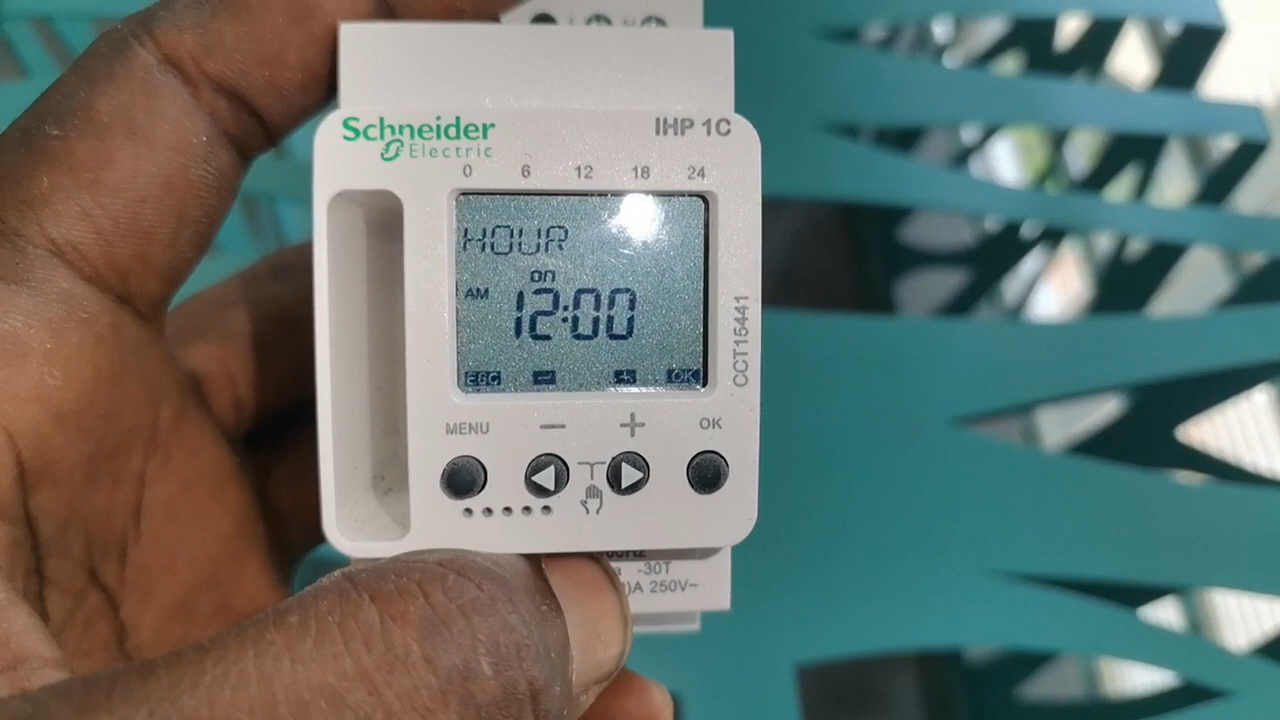 L N
Schneider
Electric
IHP 1C
0 6 12 18 24
HOUR
on
AM 12:00
ESC OK
CCT15441
MENU — + OK
-30T
A 250V~